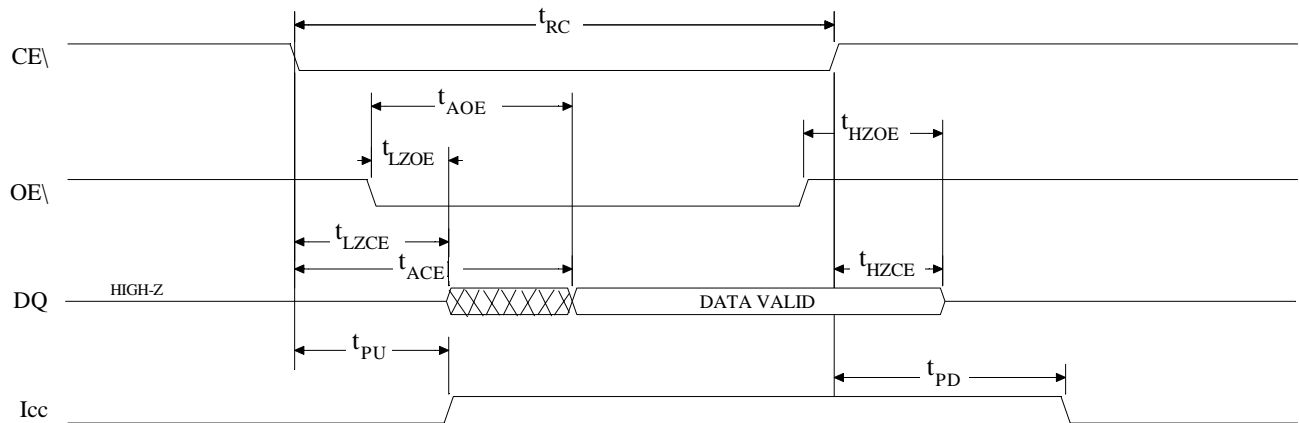 tRC
CE\
tAOE
tHZOE
tLZOE
OE\
tLZCE
tACE
tHZCE
DQ
HIGH-Z
DATA VALID
tPU
tPD
Icc